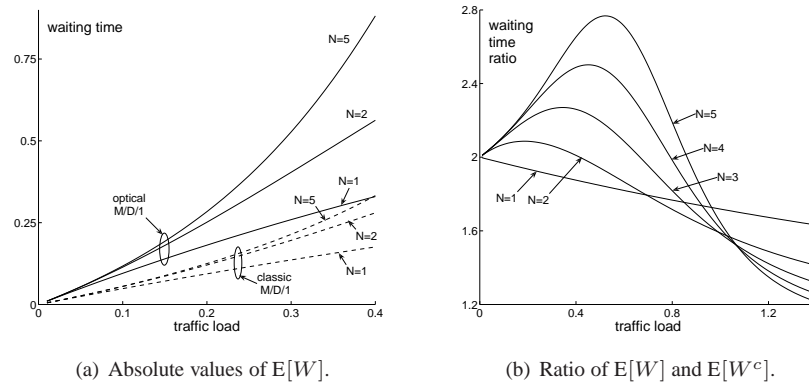 waiting time
0.75
0.5
0.25
0
0
0.1
0.2
0.3
0.4
traffic load
N=5
N=2
N=1
N=5
N=2
N=1
optical
M/D/1
classic
M/D/1
(a) Absolute values of E[W].
waiting
time
ratio
2.8
2.4
2
1.6
1.2
0
0.4
0.8
1.2
traffic load
N=5
N=4
N=3
N=1
N=2
(b) Ratio of E[W] and E[W^c].